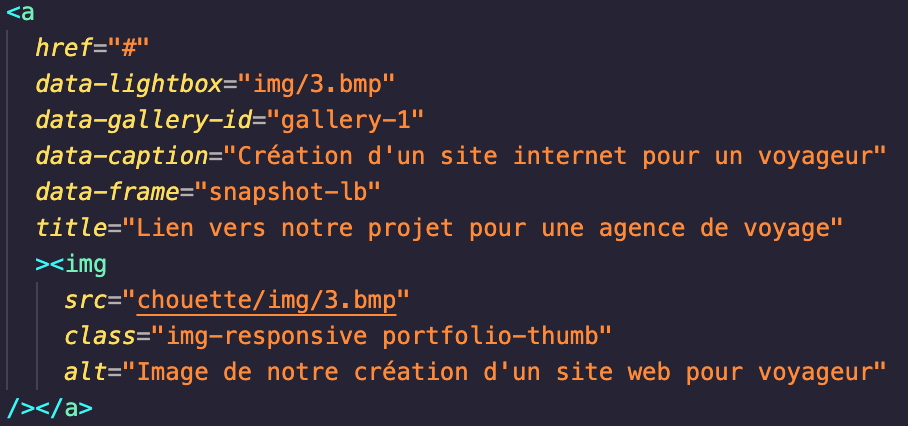 <a
href="#"
data-lightbox="img/3.bmp"
data-gallery-id="gallery-1"
data-caption="Création d'un site internet pour un voyageur"
data-frame="snapshot-lb"
title="Lien vers notre projet pour une agence de voyage"
><img
src="chouette/img/3.bmp"
class="img-responsive portfolio-thumb"
alt="Image de notre création d'un site web pour voyageur"
/></a>